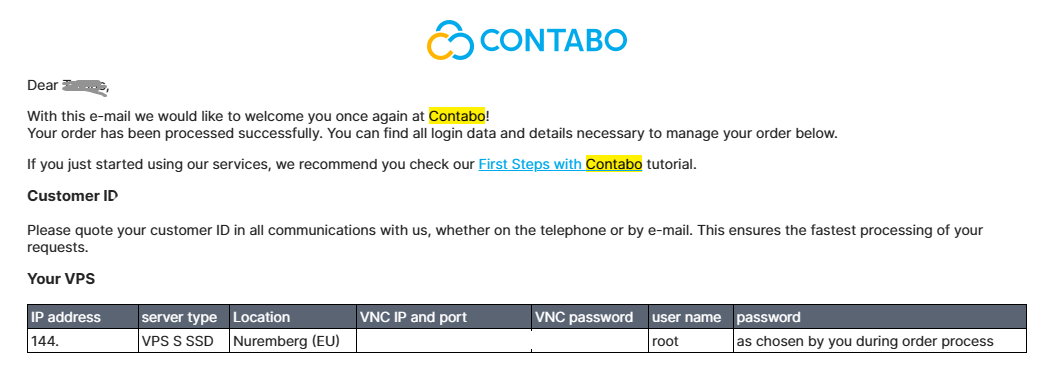 CONTABO
Dear
With this e-mail we would like to welcome you once again at Contabo!
Your order has been processed successfully. You can find all login data and details necessary to manage your order below.
If you just started using our services, we recommend you check our First Steps with Contabo tutorial.
Customer ID
Please quote your customer ID in all communications with us, whether on the telephone or by e-mail. This ensures the fastest processing of your
requests.
Your VPS
IP address server type Location VNC IP and port VNC password user name password
144. VPS S SSD Nuremberg (EU) root as chosen by you during order process